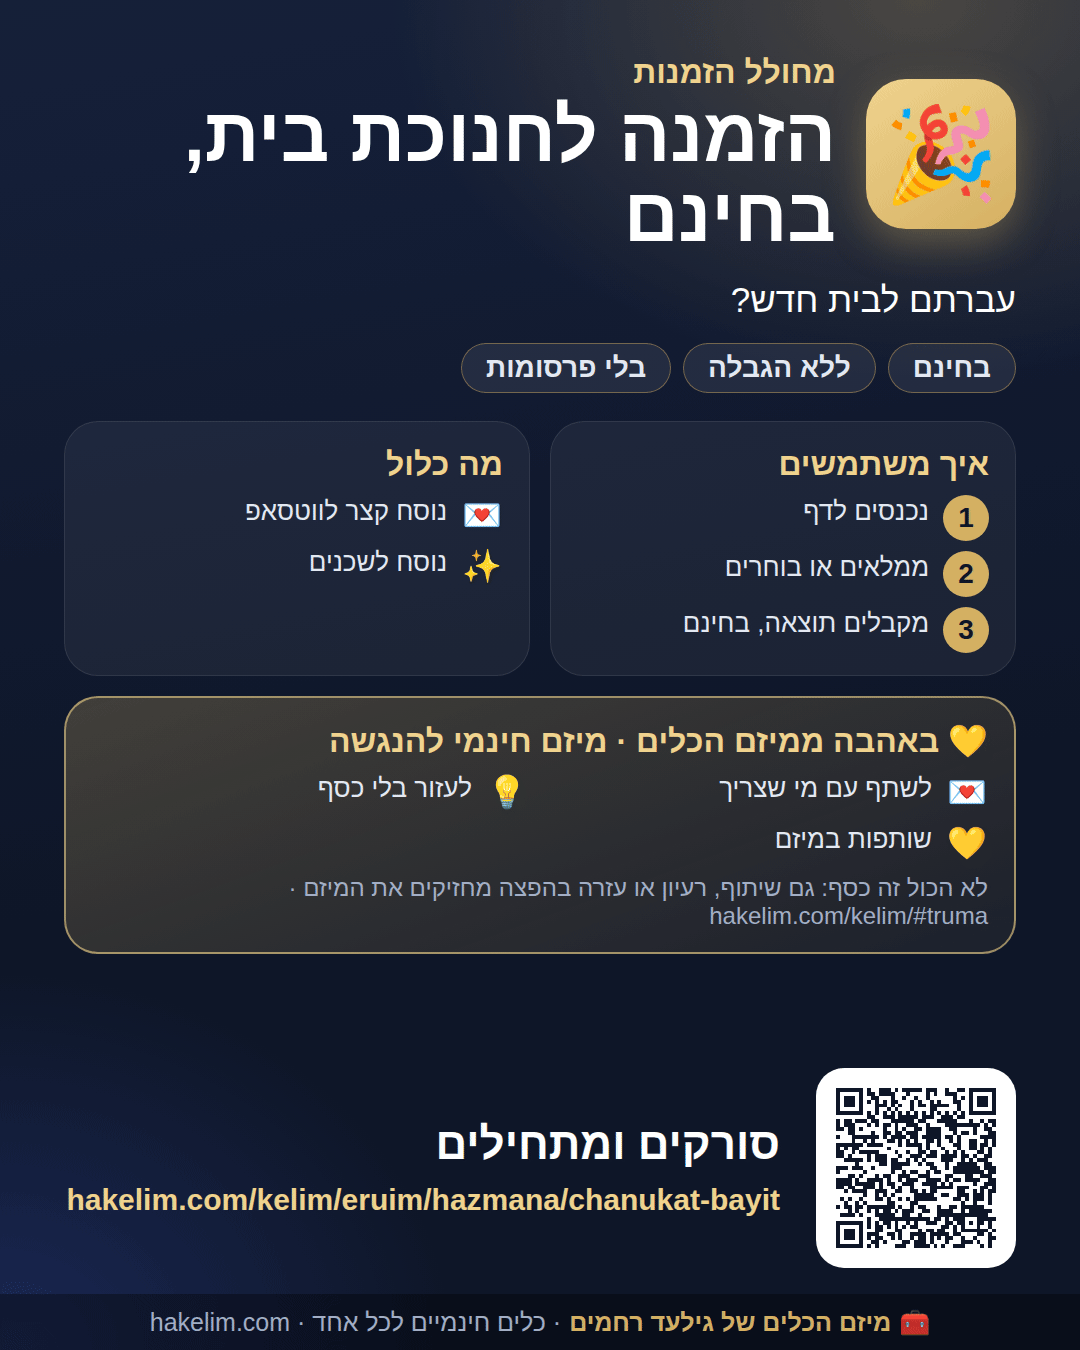 מחולל הזמנות
הזמנה לחנוכת בית,
בחינם
עברתם לבית חדש?
בחינם
ללא הגבלה
בלי פרסומות
איך משתמשים
1 נכנסים לדף
2 ממלאים או בוחרים
3 מקבלים תוצאה, בחינם
מה כלול
נוסח קצר לווטסאפ
נוסח לשכנים
באהבה ממיזם הכלים · מיזם חינמי להנגשה
לשתף עם מי שצריך
לעזור בלי כסף
שותפות במיזם
לא הכול זה כסף: גם שיתוף, רעיון או עזרה בהפצה מחזיקים את המיזם ·
hakelim.com/kelim/#truma
סורקים ומתחילים
hakelim.com/kelim/eruim/hazmana/chanukat-bayit
מיזם הכלים של גילעד רחמים · כלים חינמיים לכל אחד · hakelim.com